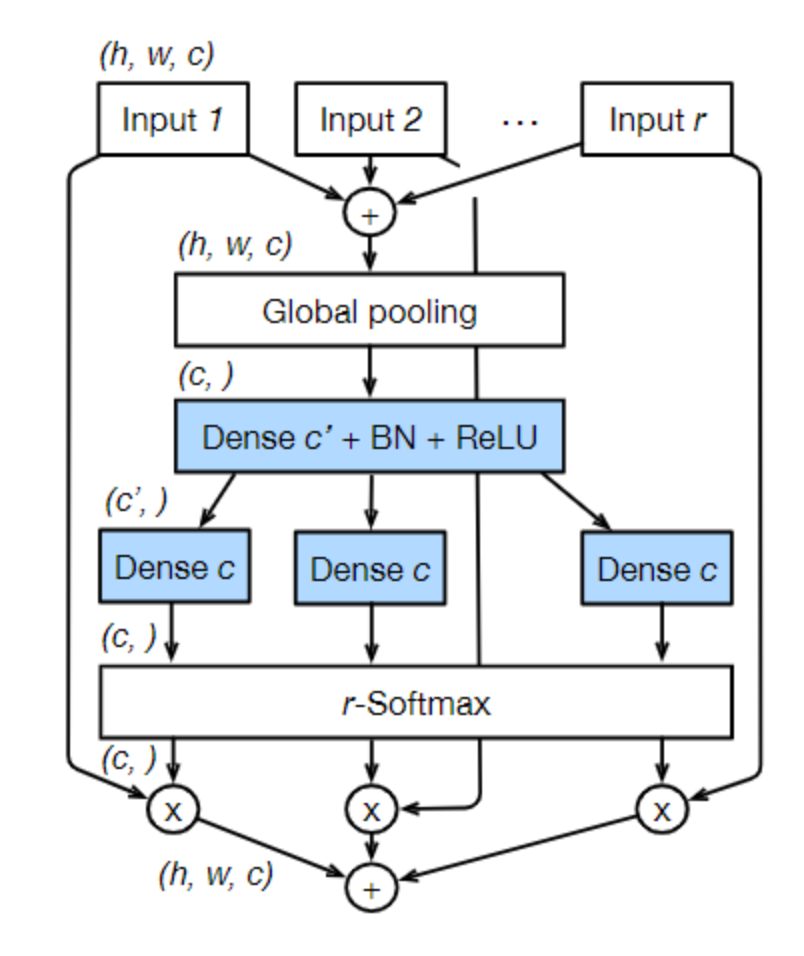 (h, w, c)
Input 1
Input 2
...
Input r
+
(h, w, c)
Global pooling
(c, )
Dense c′ + BN + ReLU
(c′, )
Dense c
Dense c
Dense c
(c, )
r-Softmax
(c, )
x
x
x
(h, w, c)
+